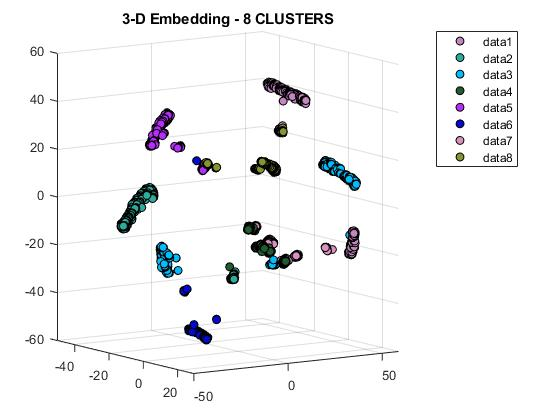 3-D Embedding - 8 CLUSTERS
60
40
20
0
-20
-40
-60
-40
-20
0
20
-50
0
50
data1
data2
data3
data4
data5
data6
data7
data8